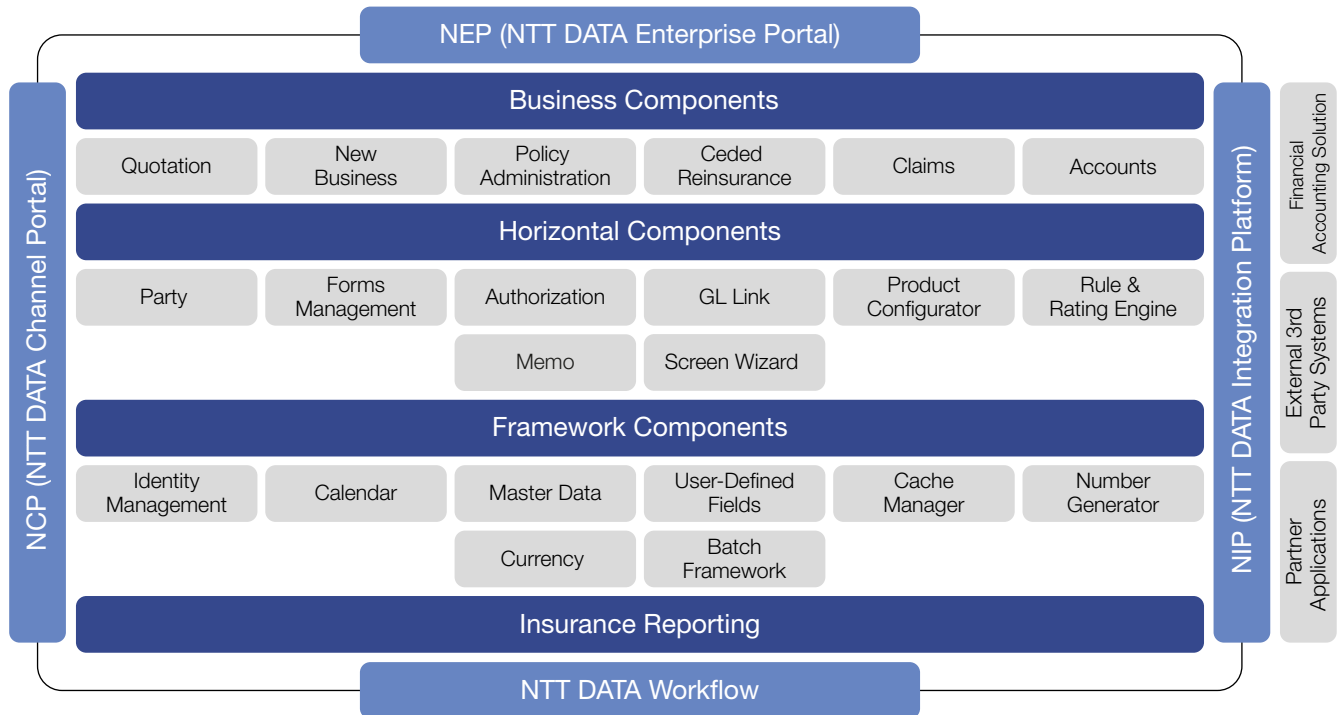 NEP (NTT DATA Enterprise Portal)
NCP (NTT DATA Channel Portal)
Business Components
Quotation
New
Business
Policy
Administration
Ceded
Reinsurance
Claims
Accounts
Horizontal Components
Party
Forms
Management
Authorization
GL Link
Product
Configurator
Rule &
Rating Engine
Memo
Screen Wizard
Framework Components
Identity
Management
Calendar
Master Data
User-Defined
Fields
Cache
Manager
Number
Generator
Currency
Batch
Framework
Insurance Reporting
NTT DATA Workflow
NIP (NTT DATA Integration Platform)
Financial
Accounting Solution
External 3rd
Party Systems
Partner
Applications